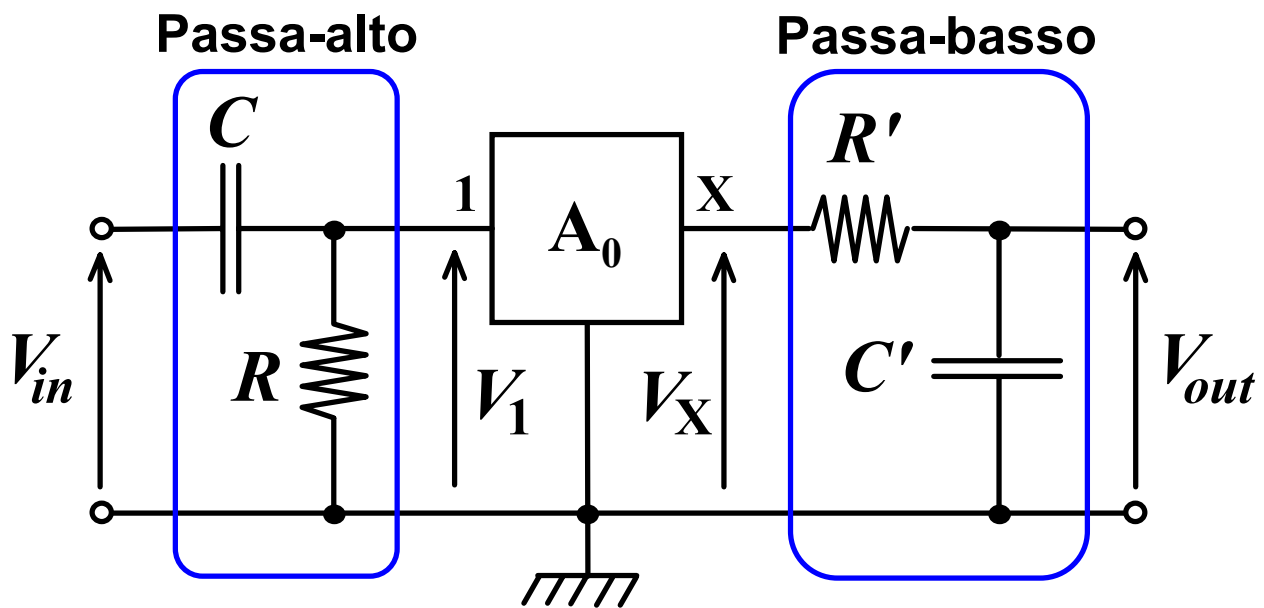 Passa-alto
Passa-basso
C
R'
1
X
A0
Vin
R
V1
VX
C'
Vout